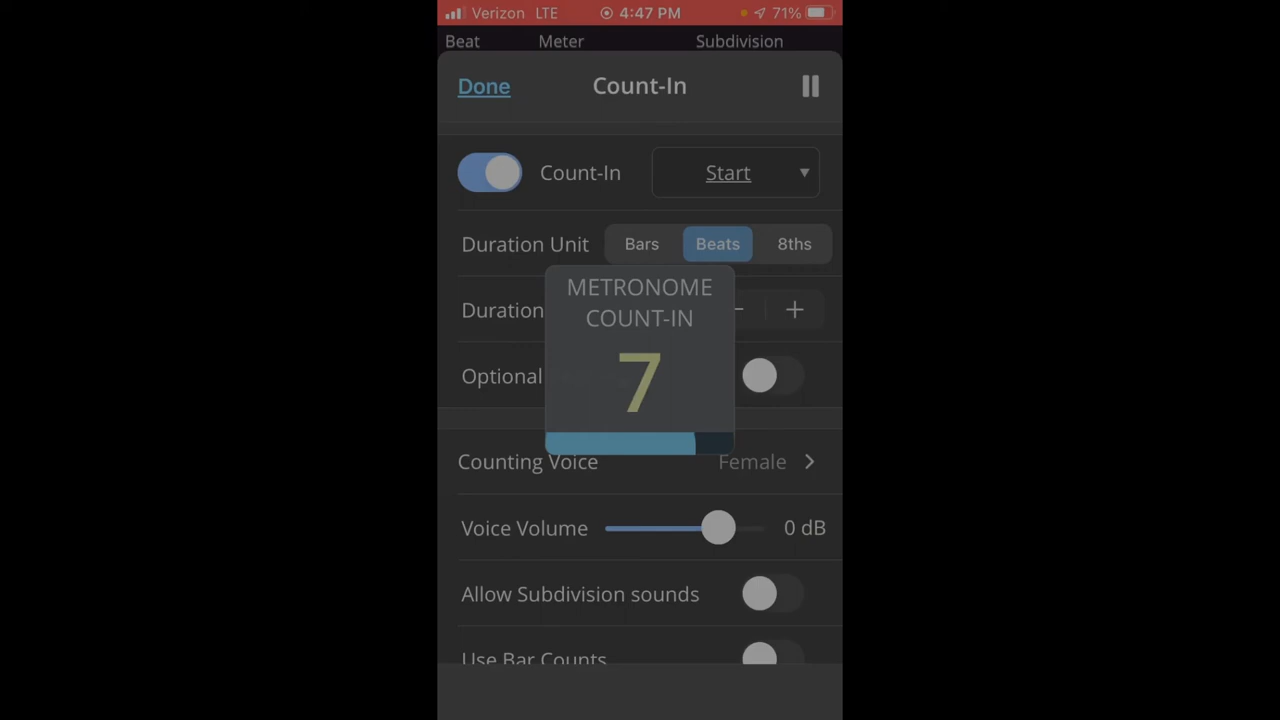 Verizon LTE 4:47 PM 71%
Beat Meter Subdivision
Done Count-In
Count-In Start
Duration Unit Bars Beats 8ths
METRONOME
COUNT-IN
7
Duration - +
Optional
Counting Voice Female
Voice Volume 0 dB
Allow Subdivision sounds
Use Bar Counts